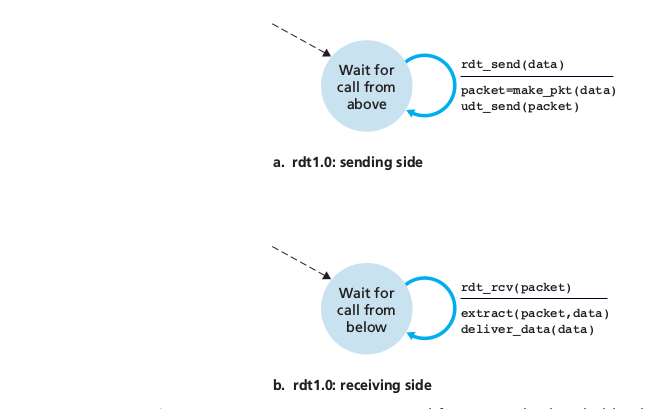 Wait for
call from
above
rdt_send(data)
packet=make_pkt(data)
udt_send(packet)
a. rdt1.0: sending side
Wait for
call from
below
rdt_rcv(packet)
extract(packet,data)
deliver_data(data)
b. rdt1.0: receiving side